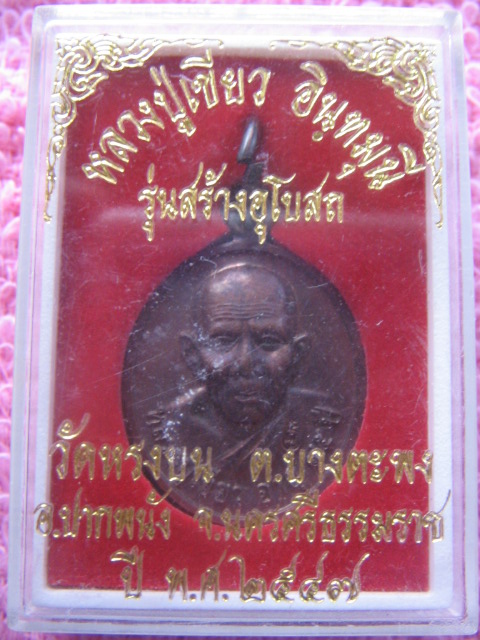 หลวงปู่เขียว อินฺทมุนี
รุ่นสร้างอุโบสถ
วัดหรงบน ต.บางตะพง
อ.ปากพนัง จ.นครศรีธรรมราช
ปี พ.ศ.๒๕๔๗